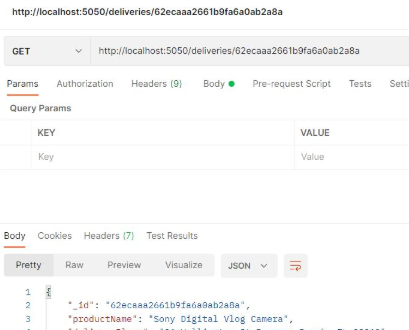 http://localhost:5050/deliveries/62ecaaa2661b9fa6a0ab2a8a
GET http://localhost:5050/deliveries/62ecaaa2661b9fa6a0ab2a8a
Params Authorization Headers (9) Body Pre-request Script Tests Setti
Query Params
KEY VALUE
Key Value
Body Cookies Headers (7) Test Results
Pretty Raw Preview Visualize JSON
1 {
2 "_id": "62ecaaa2661b9fa6a0ab2a8a",
3 "productName": "Sony Digital Vlog Camera",